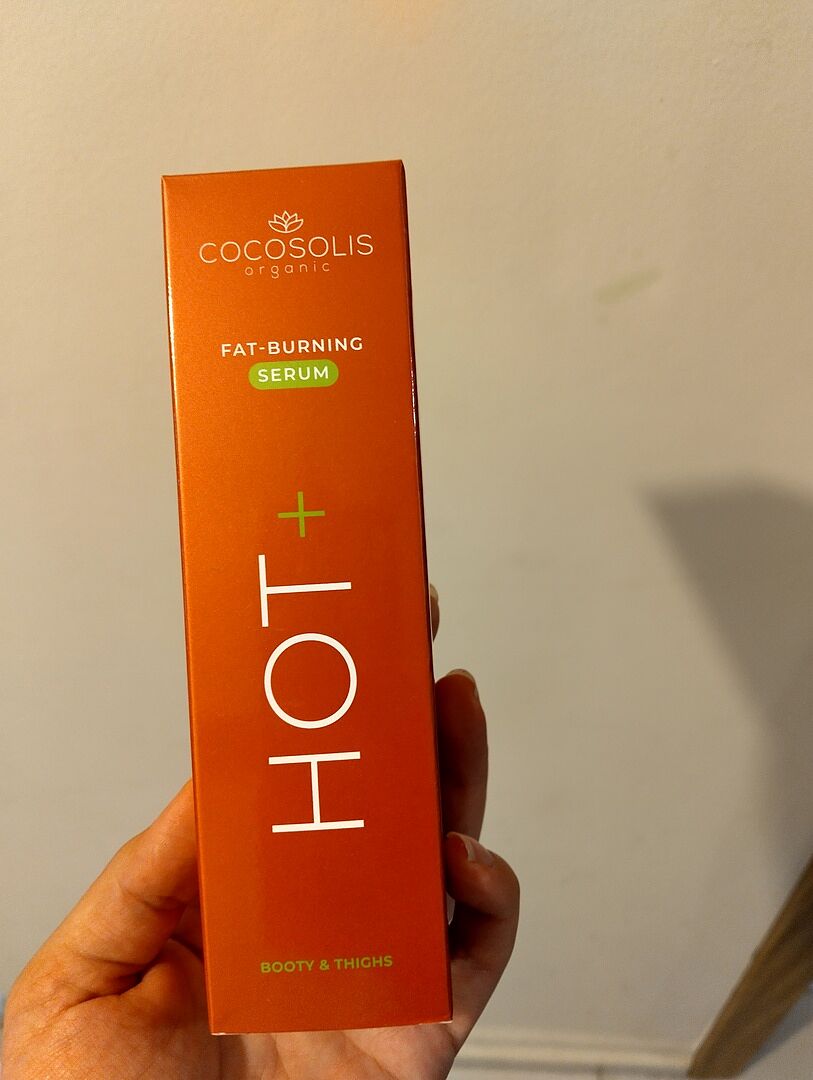 COCOSOLIS
organic
FAT-BURNING
SERUM
HOT+
BOOTY & THIGHS